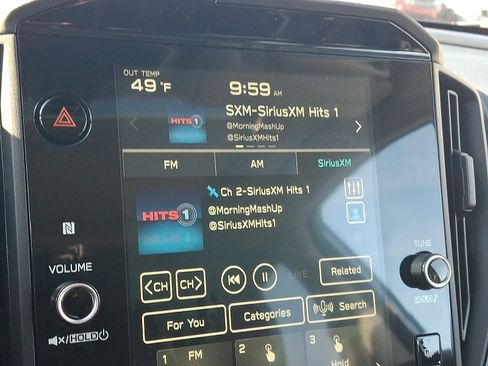 OUT TEMP
49°F
9:59 AM
SXM-SiriusXM Hits 1
HITS 1
@MorningMashUp
@SiriusXMHits1
FM
AM
SiriusXM
Ch 2-SiriusXM Hits 1
HITS 1
@MorningMashUp
@SiriusXMHits1
N
VOLUME
TUNE
<CH
CH>
LIVE
Related
HOLD
HOLD
For You
Categories
Search
1 FM
2
3
Hold